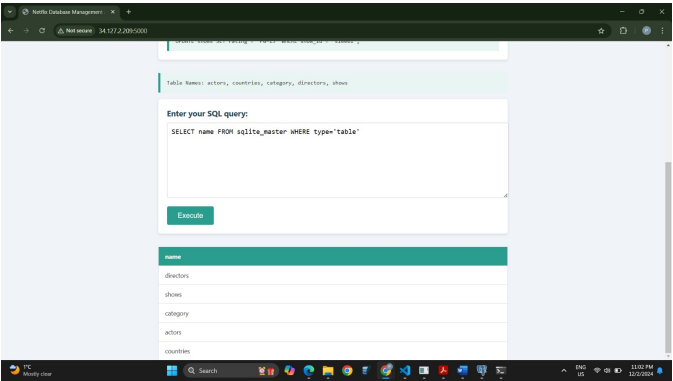 Netflix Database Management
Not secure 34.127.2.209:5000
Table Names: actors, countries, category, directors, shows
Enter your SQL query:
SELECT name FROM sqlite_master WHERE type='table'
Execute
name
directors
shows
category
actors
countries
1°C
Mostly clear
Search
ENG
US
11:02 PM
12/2/2024